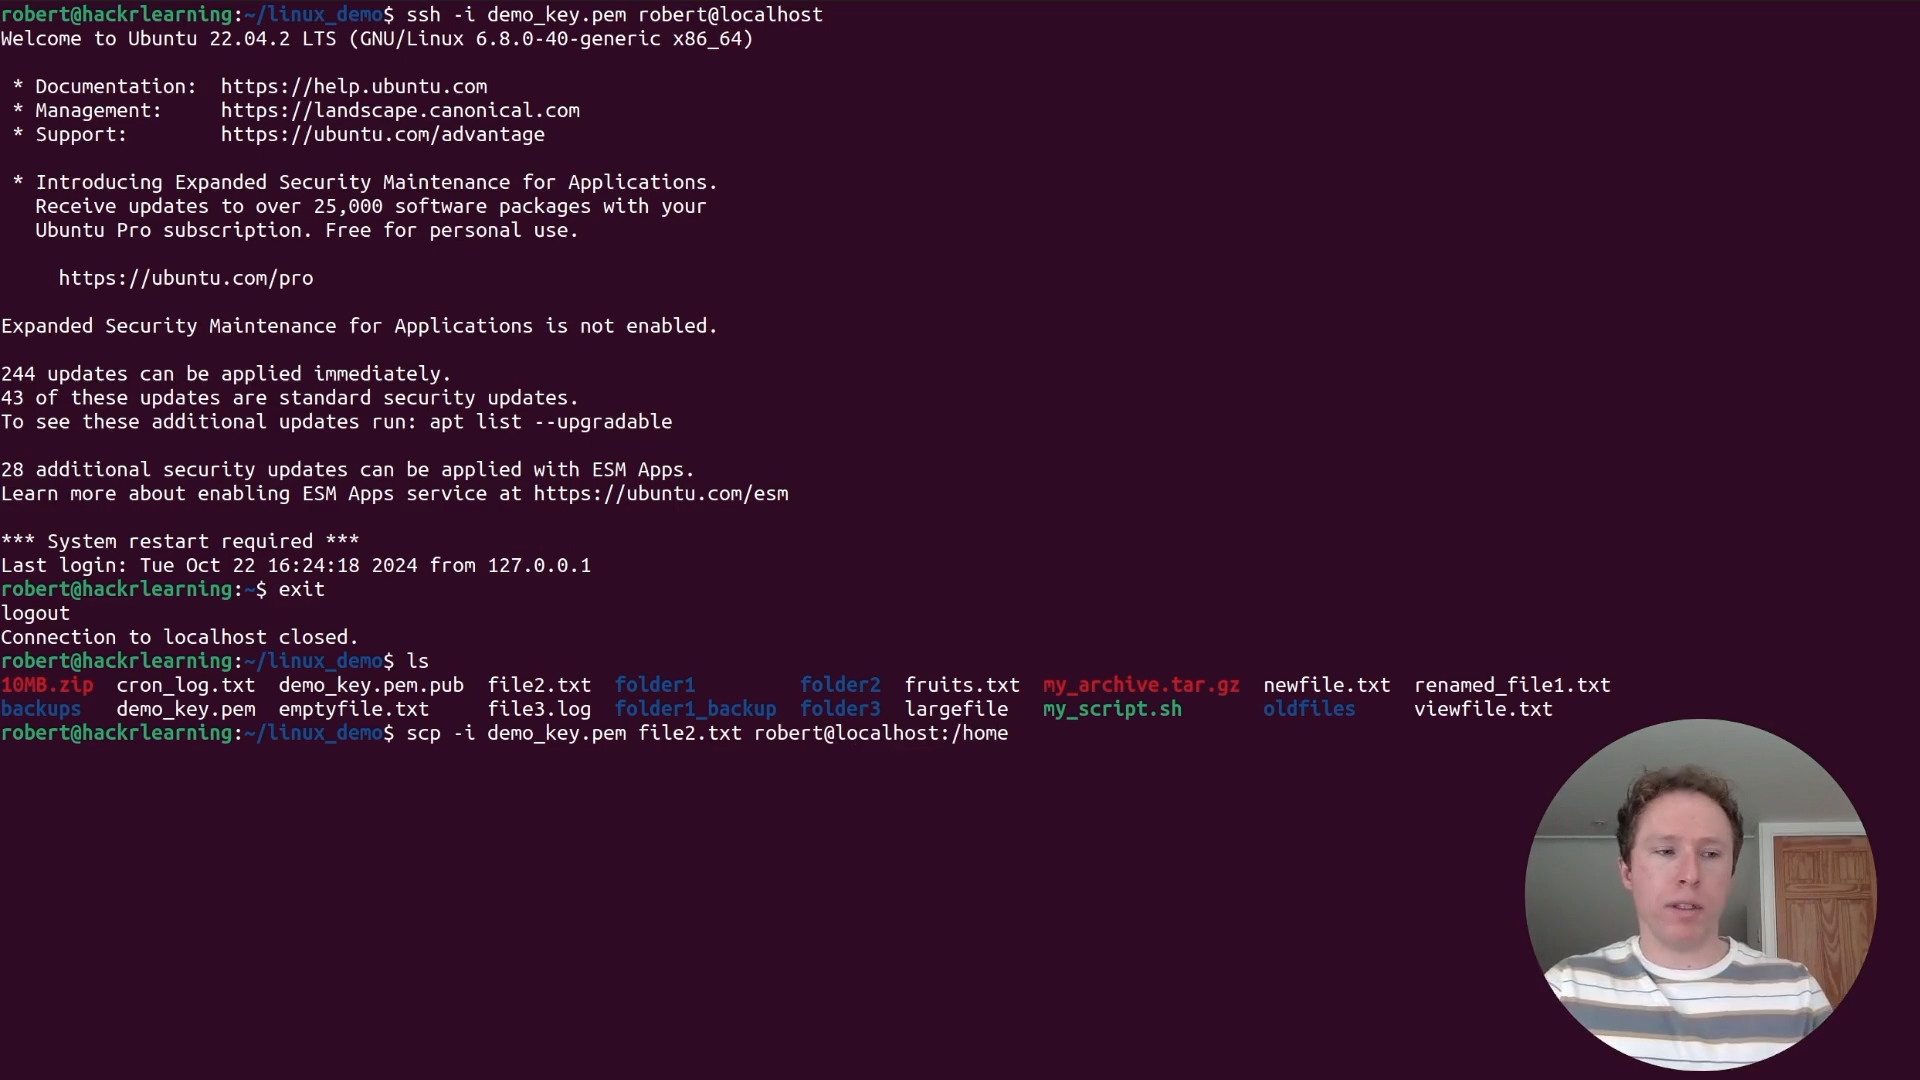 robert@hackrlearning:~/linux_demo$ ssh -i demo_key.pem robert@localhost
Welcome to Ubuntu 22.04.2 LTS (GNU/Linux 6.8.0-40-generic x86_64)
* Documentation:  https://help.ubuntu.com
* Management:     https://landscape.canonical.com
* Support:        https://ubuntu.com/advantage
* Introducing Expanded Security Maintenance for Applications.
Receive updates to over 25,000 software packages with your
Ubuntu Pro subscription. Free for personal use.
https://ubuntu.com/pro
Expanded Security Maintenance for Applications is not enabled.
244 updates can be applied immediately.
43 of these updates are standard security updates.
To see these additional updates run: apt list --upgradable
28 additional security updates can be applied with ESM Apps.
Learn more about enabling ESM Apps service at https://ubuntu.com/esm
*** System restart required ***
Last login: Tue Oct 22 16:24:18 2024 from 127.0.0.1
robert@hackrlearning:~$ exit
logout
Connection to localhost closed.
robert@hackrlearning:~/linux_demo$ ls
10MB.zip  cron_log.txt  demo_key.pem.pub  file2.txt  folder1         folder2  fruits.txt  my_archive.tar.gz  newfile.txt  renamed_file1.txt
backups   demo_key.pem  emptyfile.txt     file3.log  folder1_backup  folder3  largefile   my_script.sh       oldfiles     viewfile.txt
robert@hackrlearning:~/linux_demo$ scp -i demo_key.pem file2.txt robert@localhost:/home